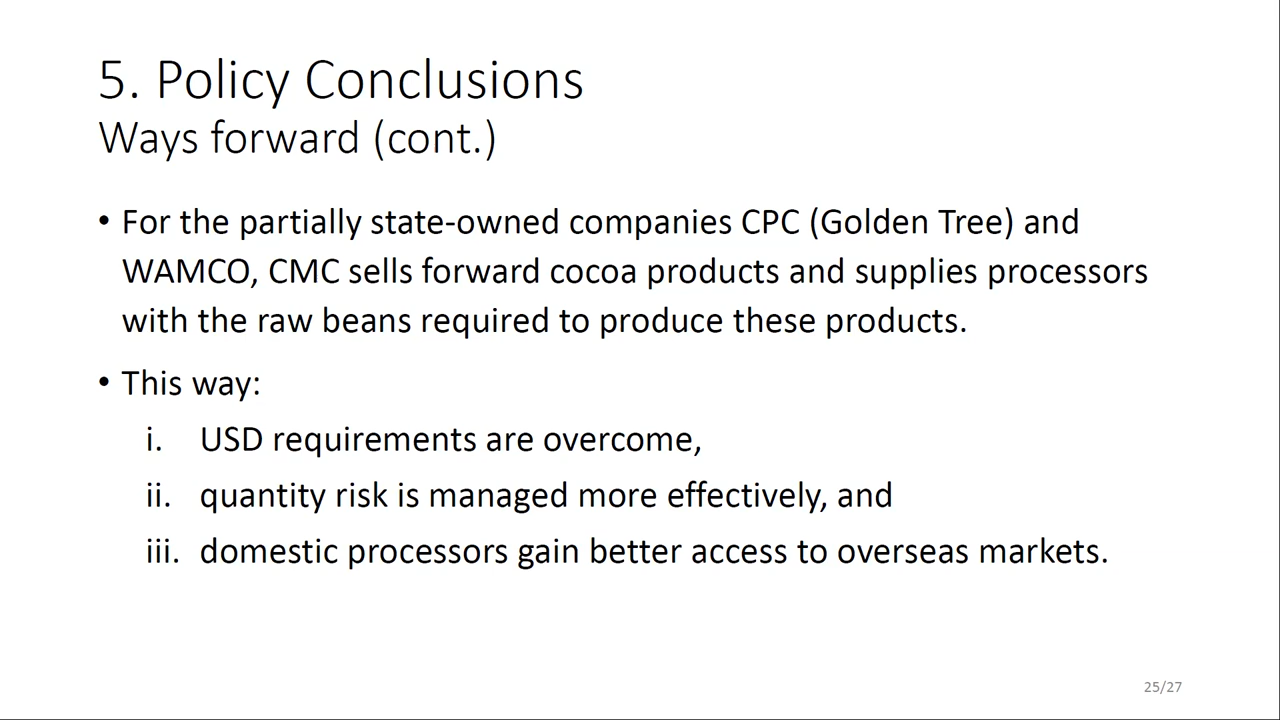 5. Policy Conclusions
Ways forward (cont.)
• For the partially state-owned companies CPC (Golden Tree) and
WAMCO, CMC sells forward cocoa products and supplies processors
with the raw beans required to produce these products.
• This way:
i. USD requirements are overcome,
ii. quantity risk is managed more effectively, and
iii. domestic processors gain better access to overseas markets.
25/27